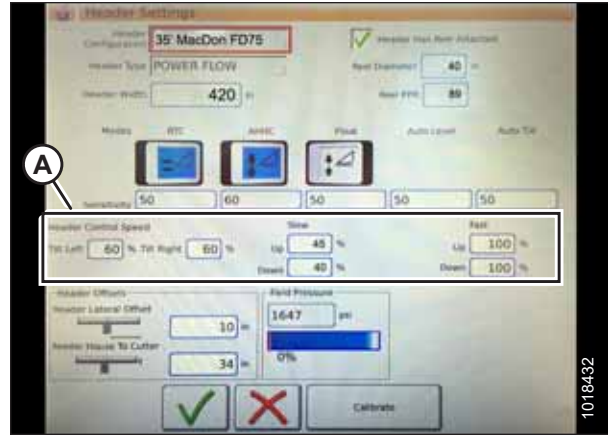 Header Settings
Header Configuration 35' MacDon FD75 Header Has Reel Attached
Header Type POWER FLOW Reel Diameter 40 in
Header Width 420 in Reel PPR 89
Modes RTC AHHC Float Auto Level Auto Tilt
A
Sensitivity 50 60 50 50 50
Header Control Speed Slow Fast
Tilt Left 60 % Tilt Right 60 % Up 45 % Up 100 %
Down 40 % Down 100 %
Header Offsets Field Pressure
Header Lateral Offset 1647 psi
10 in
Feeder House To Cutter 0%
34 in
Calibrate
1018432